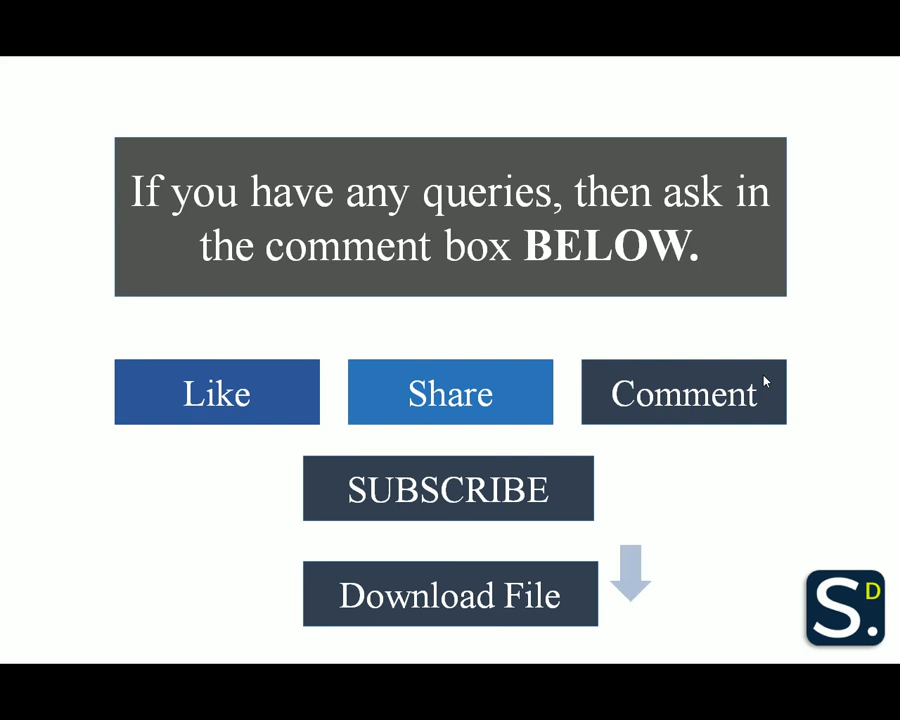 If you have any queries, then ask in
the comment box BELOW.
Like
Share
Comment
SUBSCRIBE
Download File
S.D